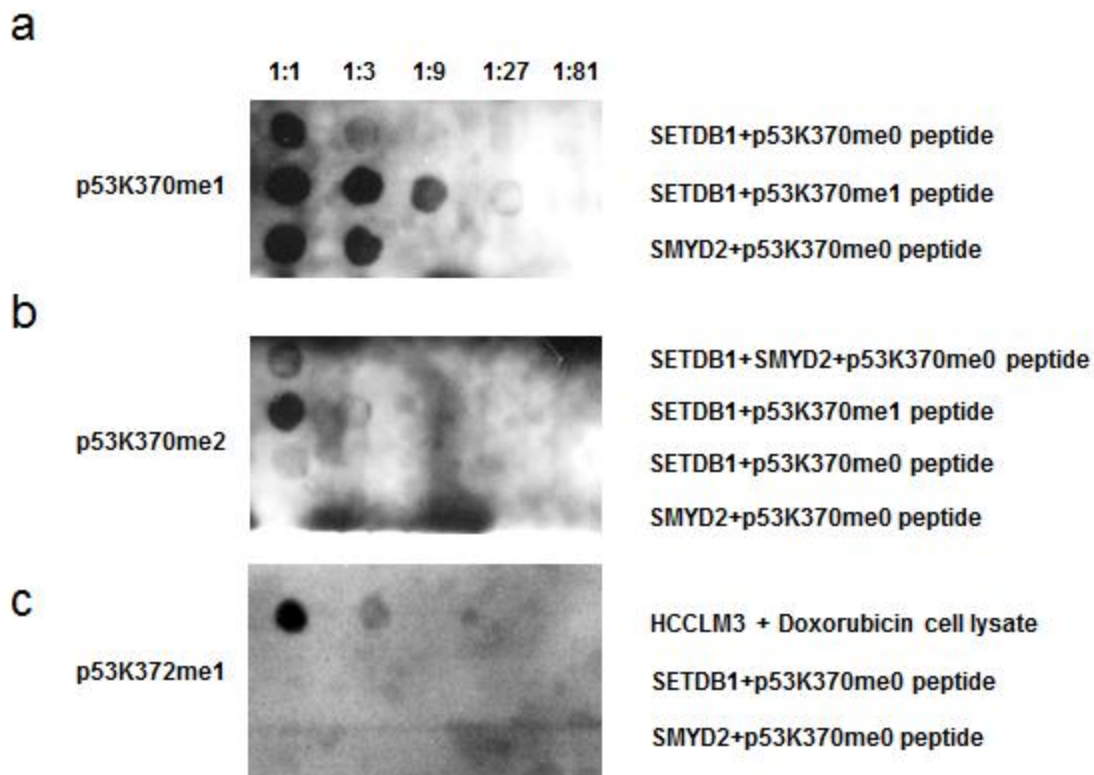 a
1:1 1:3 1:9 1:27 1:81
p53K370me1
SETDB1+p53K370me0 peptide
SETDB1+p53K370me1 peptide
SMYD2+p53K370me0 peptide
b
p53K370me2
SETDB1+SMYD2+p53K370me0 peptide
SETDB1+p53K370me1 peptide
SETDB1+p53K370me0 peptide
SMYD2+p53K370me0 peptide
c
p53K372me1
HCCLM3 + Doxorubicin cell lysate
SETDB1+p53K370me0 peptide
SMYD2+p53K370me0 peptide